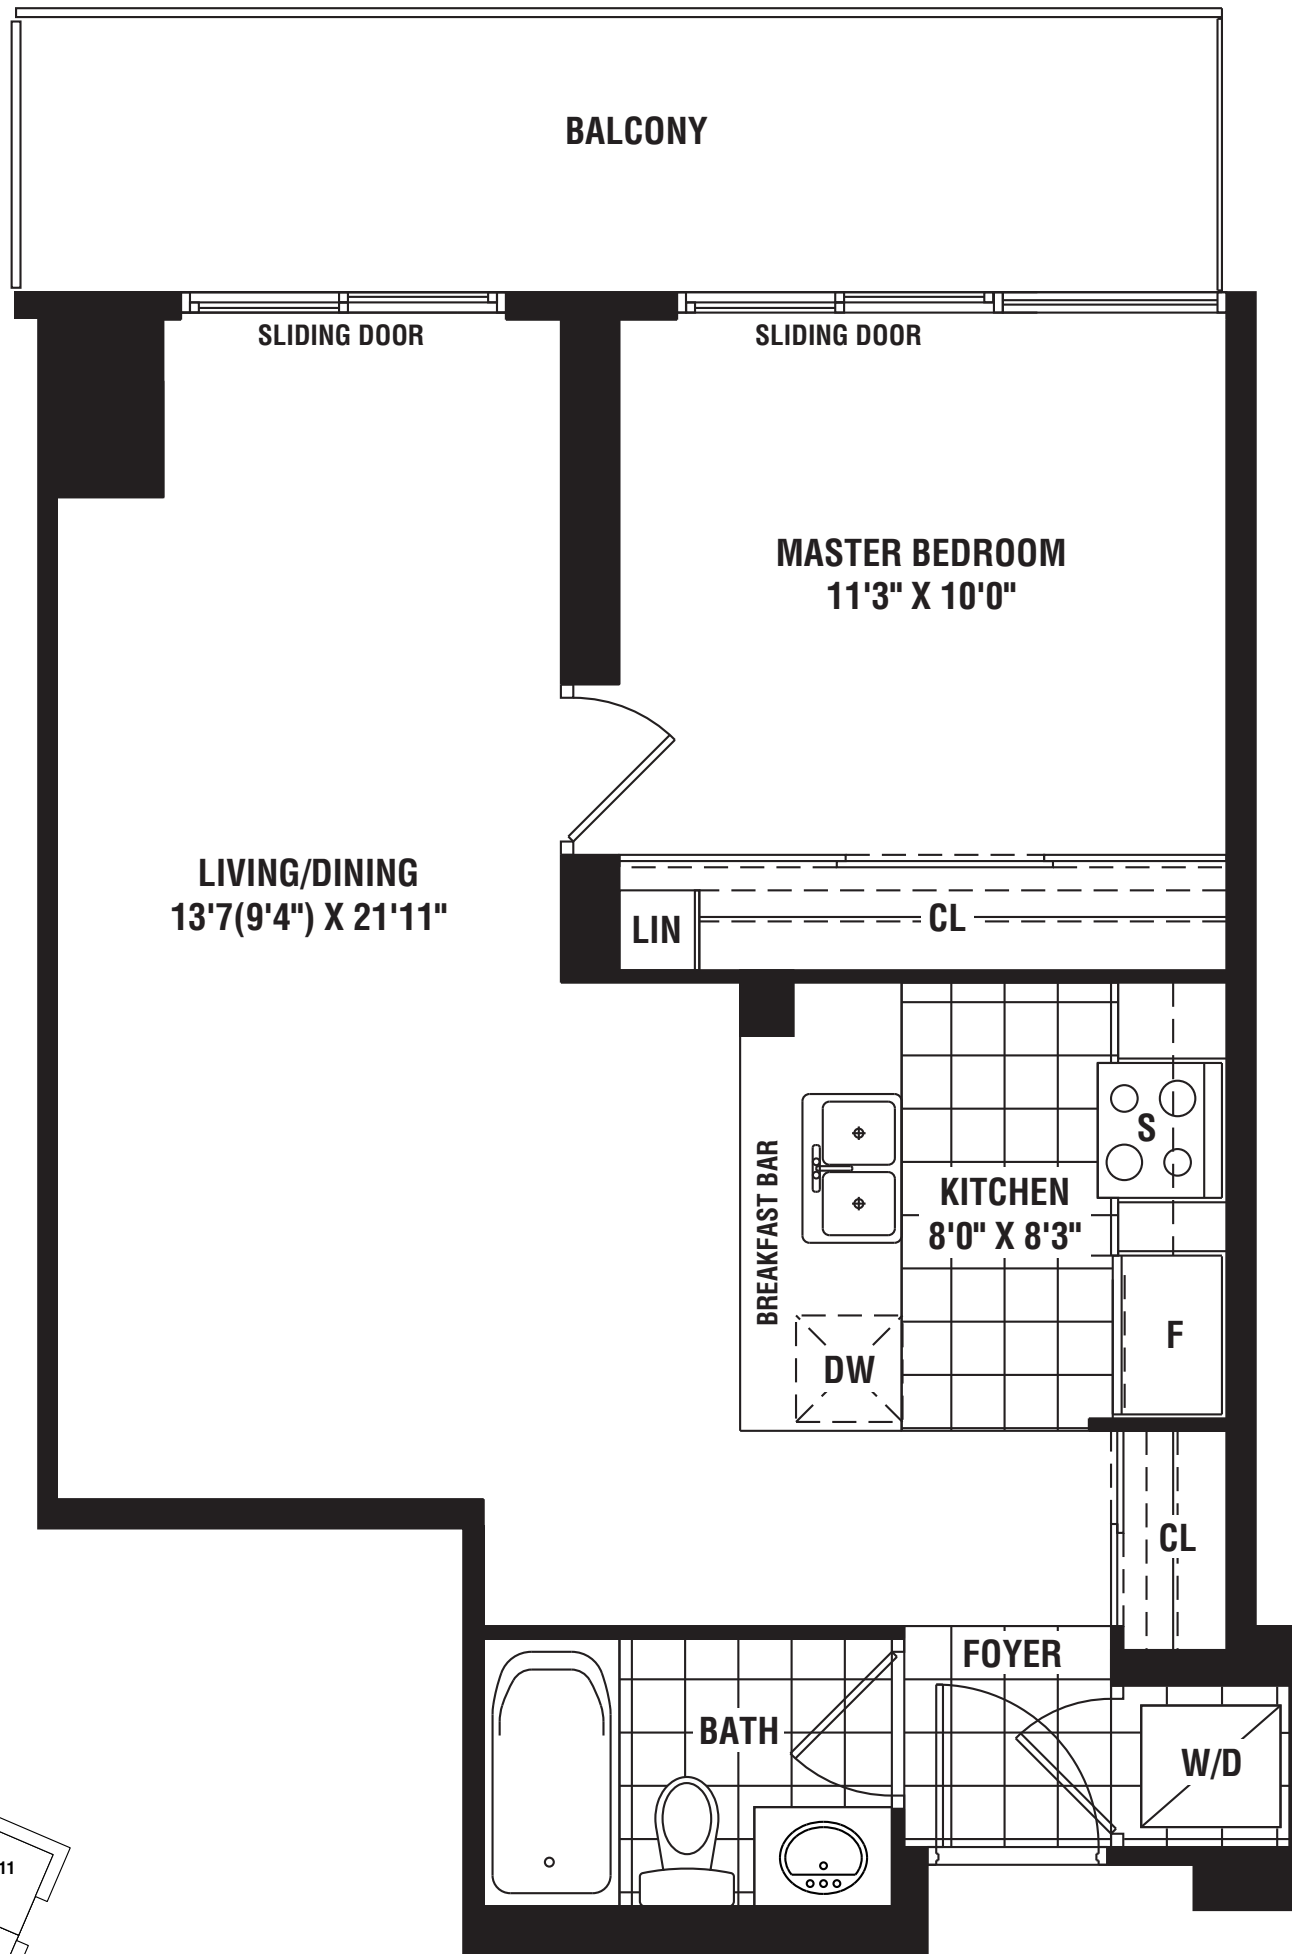 BALCONY
SLIDING DOOR
SLIDING DOOR
MASTER BEDROOM
11'3" X 10'0"
LIVING/DINING
13'7(9'4") X 21'11"
LIN
CL
BREAKFAST BAR
S
KITCHEN
8'0" X 8'3"
F
DW
CL
FOYER
BATH
W/D
11